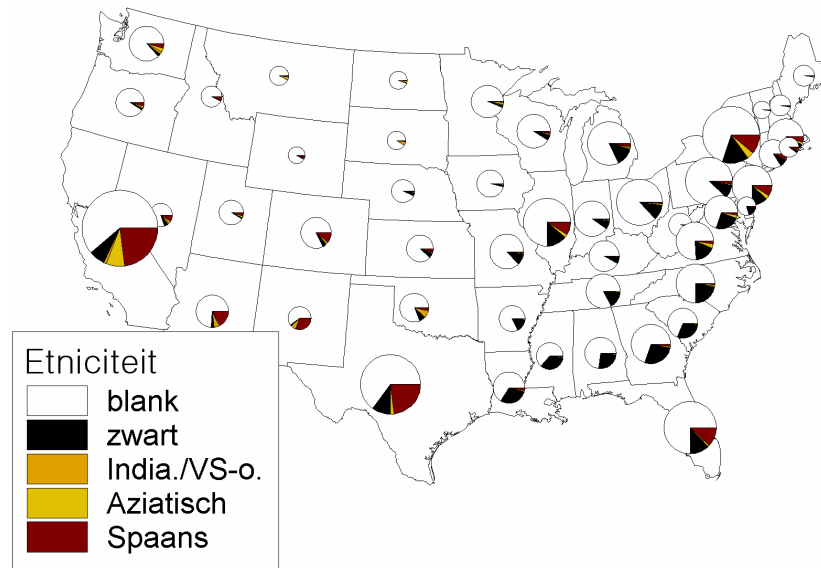 Etniciteit
blank
zwart
India./VS-o.
Aziatisch
Spaans